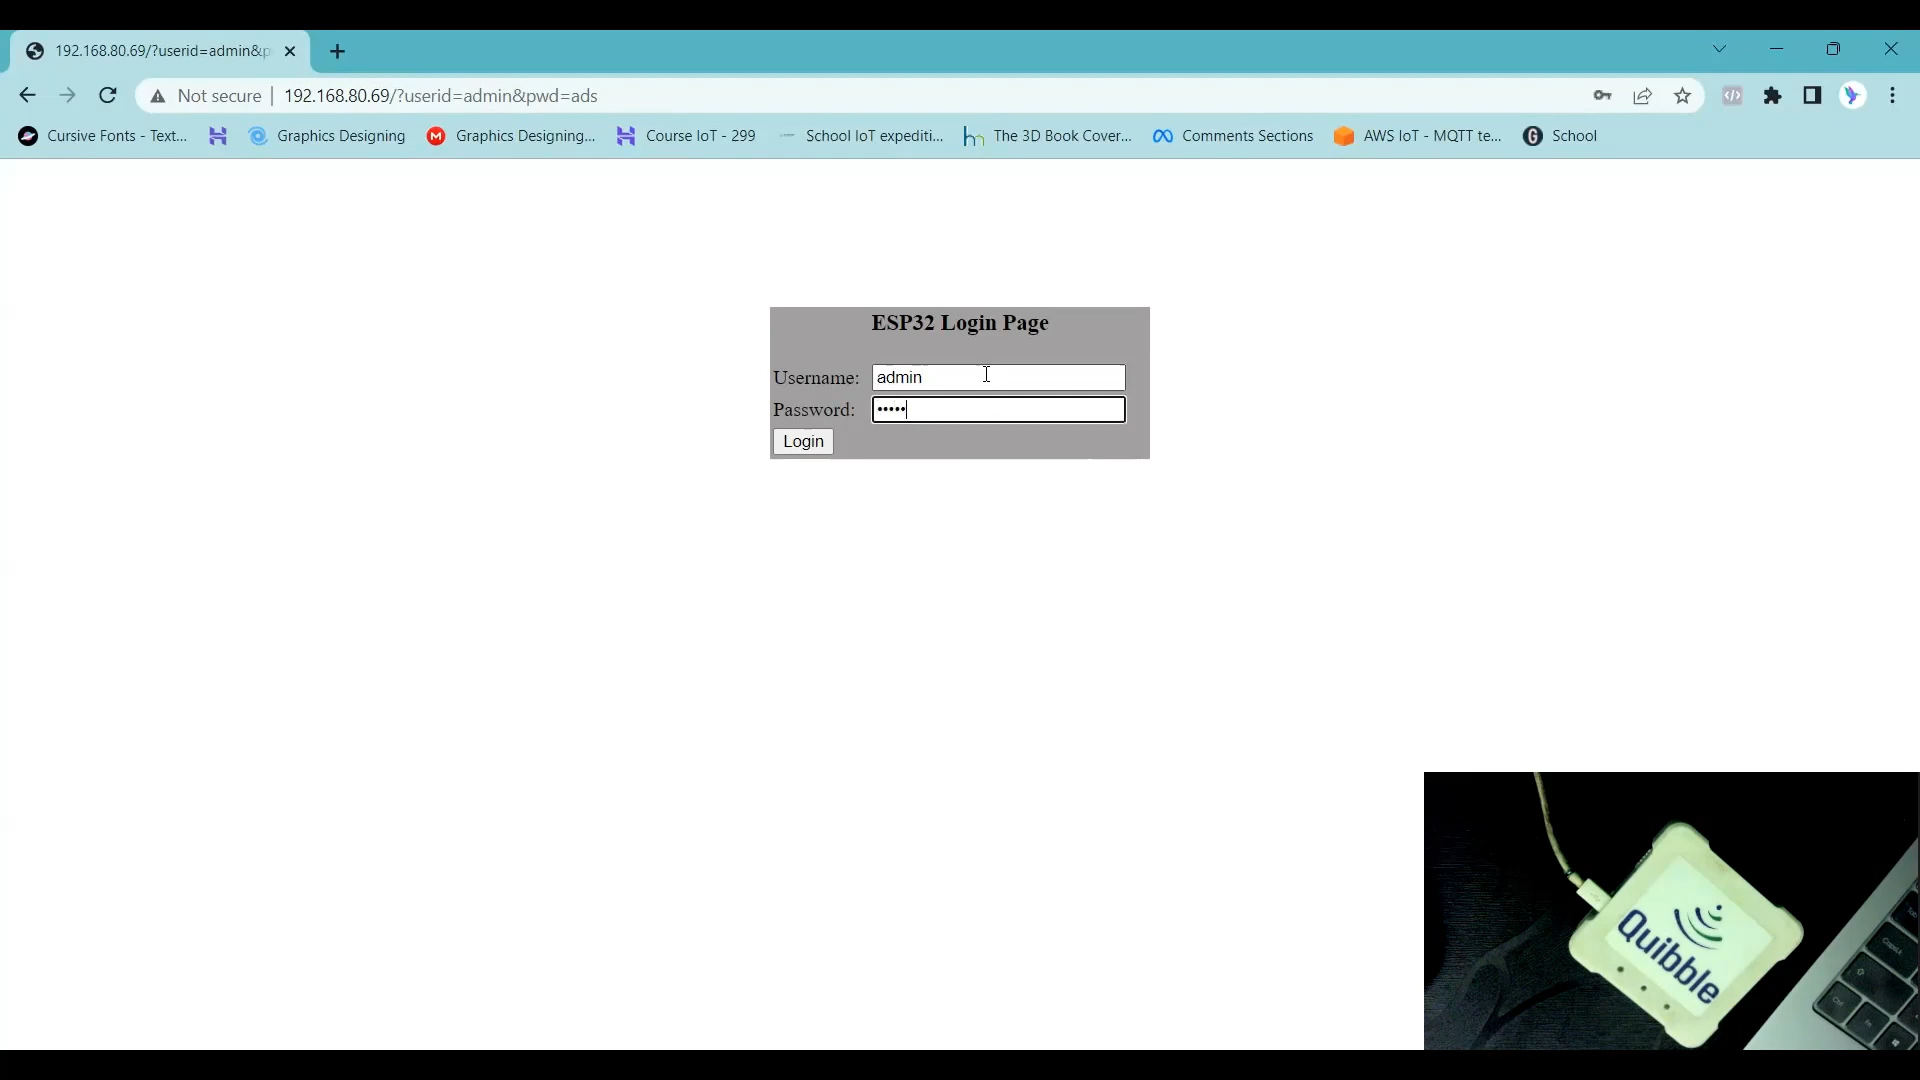 192.168.80.69/?userid=admin&p
Not secure | 192.168.80.69/?userid=admin&pwd=ads
Cursive Fonts - Text... Graphics Designing Graphics Designing... Course IoT - 299 School IoT expediti... The 3D Book Cover... Comments Sections AWS IoT - MQTT te... School
ESP32 Login Page
Username: admin
Password: •••••
Login
Quibble